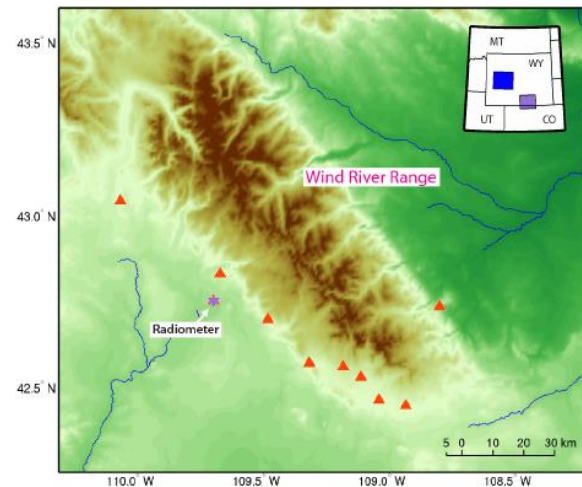 43.5° N
MT
WY
UT
CO
Wind River Range
43.0° N
Radiometer
42.5° N
5 0 10 20 30 km
110.0° W
109.5° W
109.0° W
108.5° W